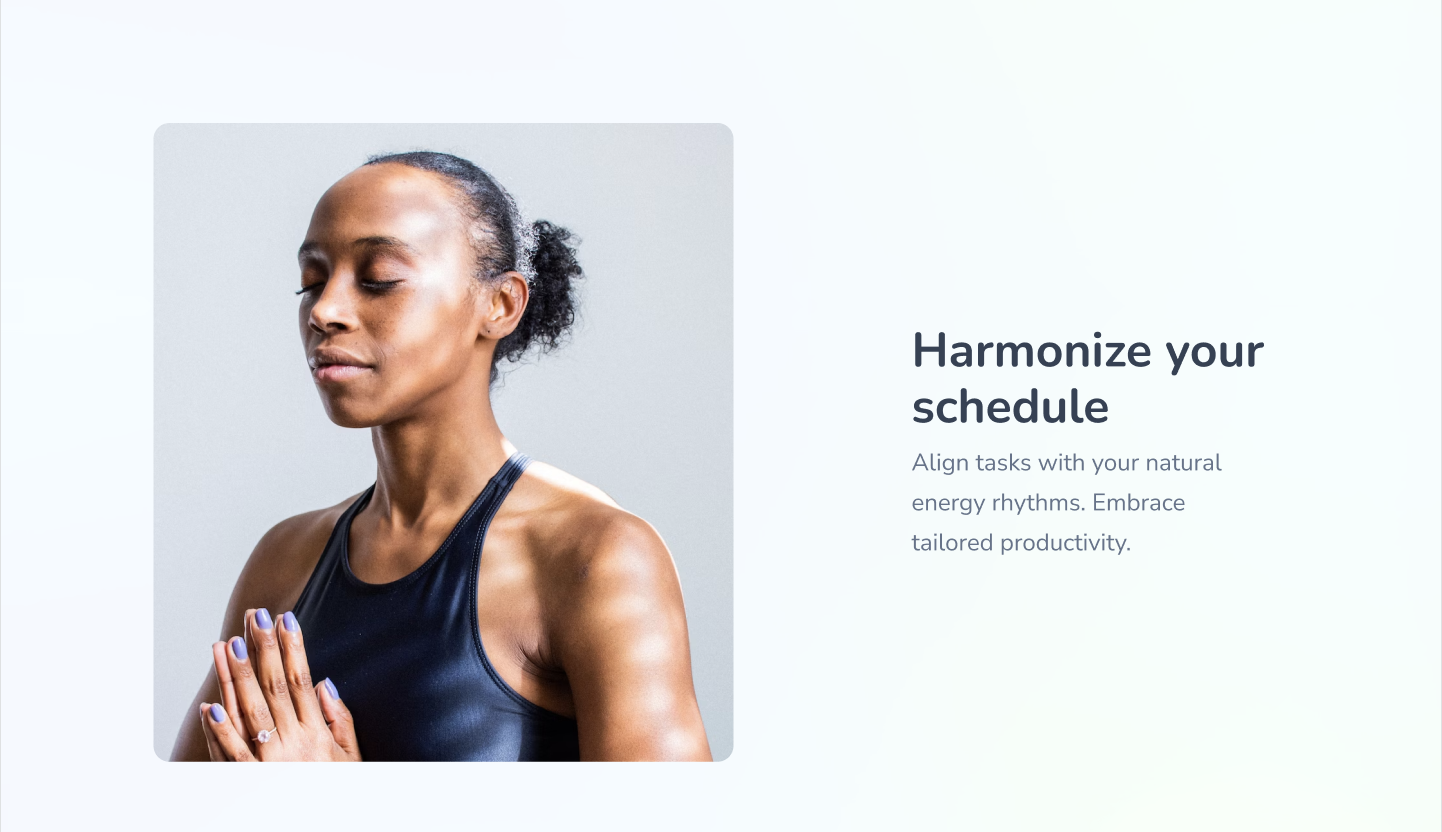 Harmonize your
schedule
Align tasks with your natural
energy rhythms. Embrace
tailored productivity.